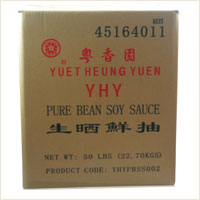 45164011
粵香園
YUET HEUNG YUEN
YHY
PURE BEAN SOY SAUCE
生晒鮮抽
NET WT: 50 LBS (22.70KGS)
PRODUCT CODE: YHYPBSS002